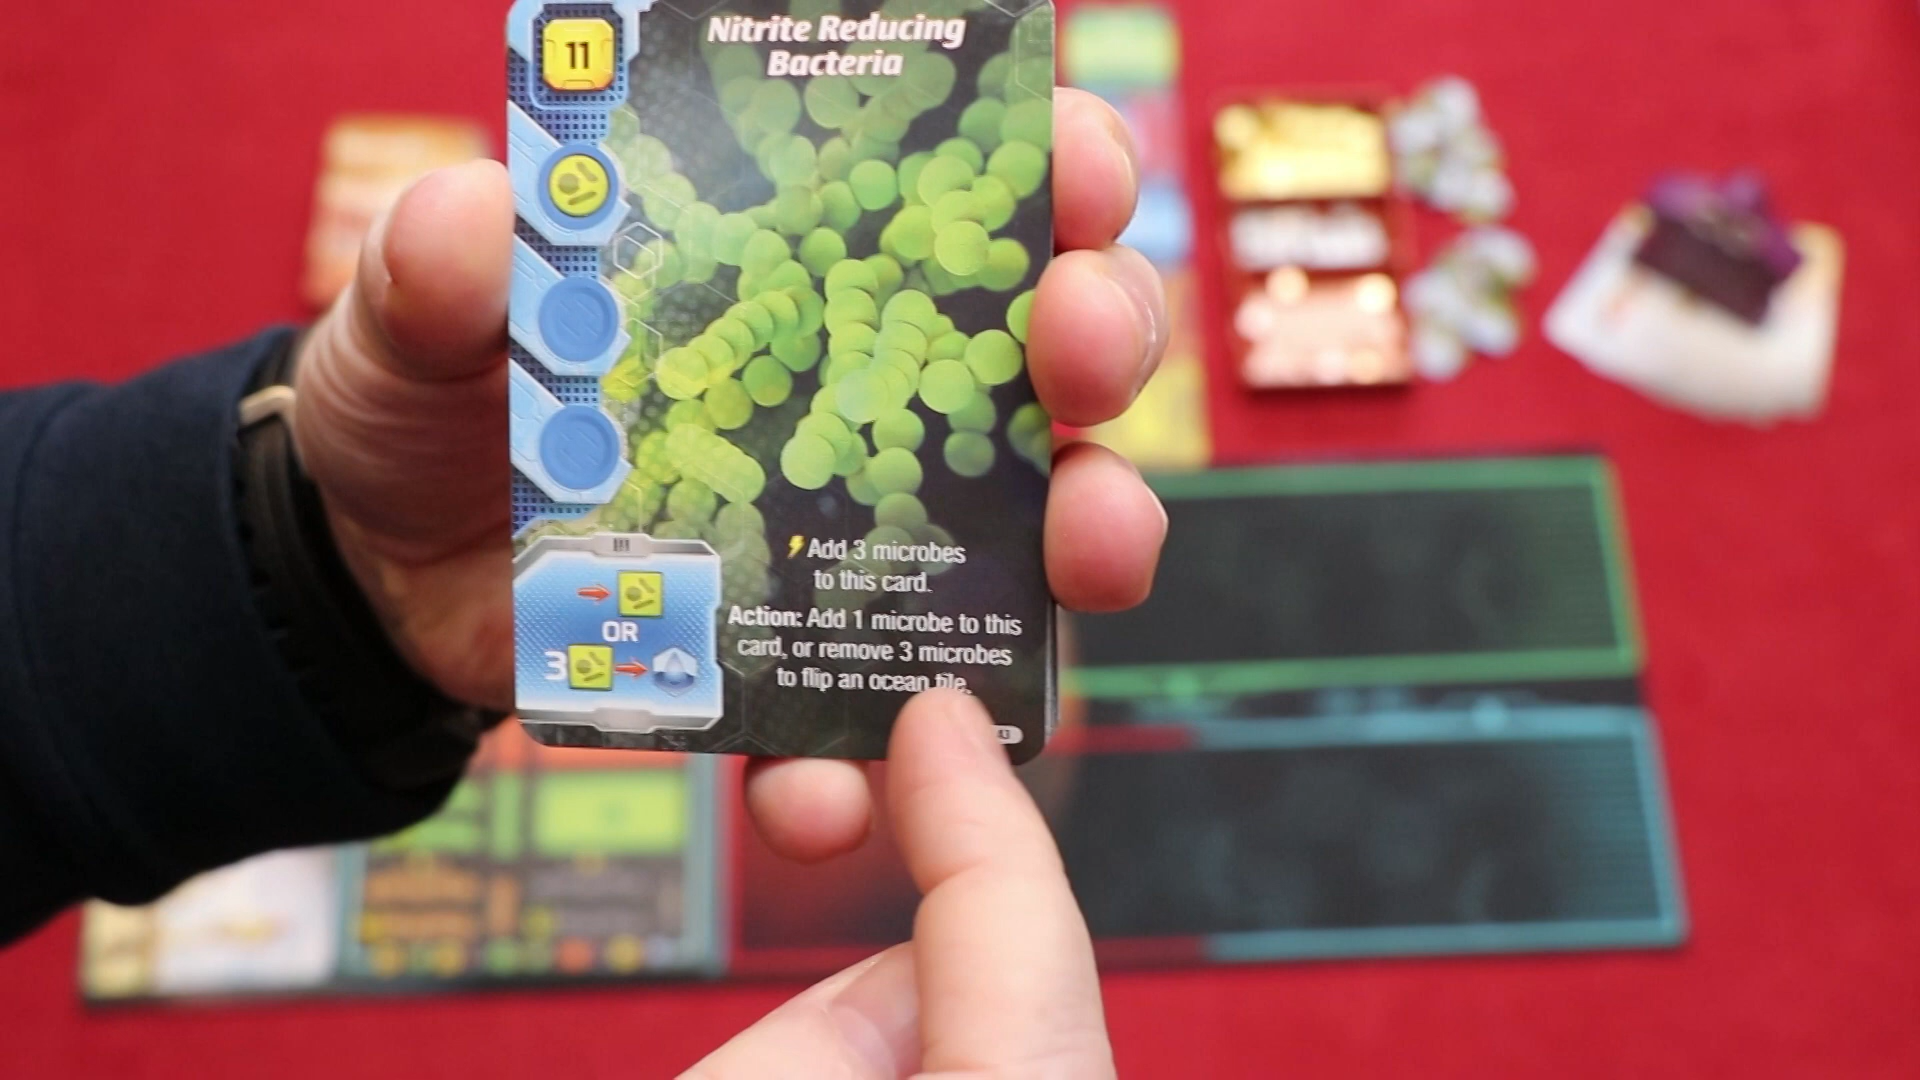 11
Nitrite Reducing
Bacteria
Add 3 microbes
to this card.
Action: Add 1 microbe to this
card, or remove 3 microbes
to flip an ocean tile.
OR
3